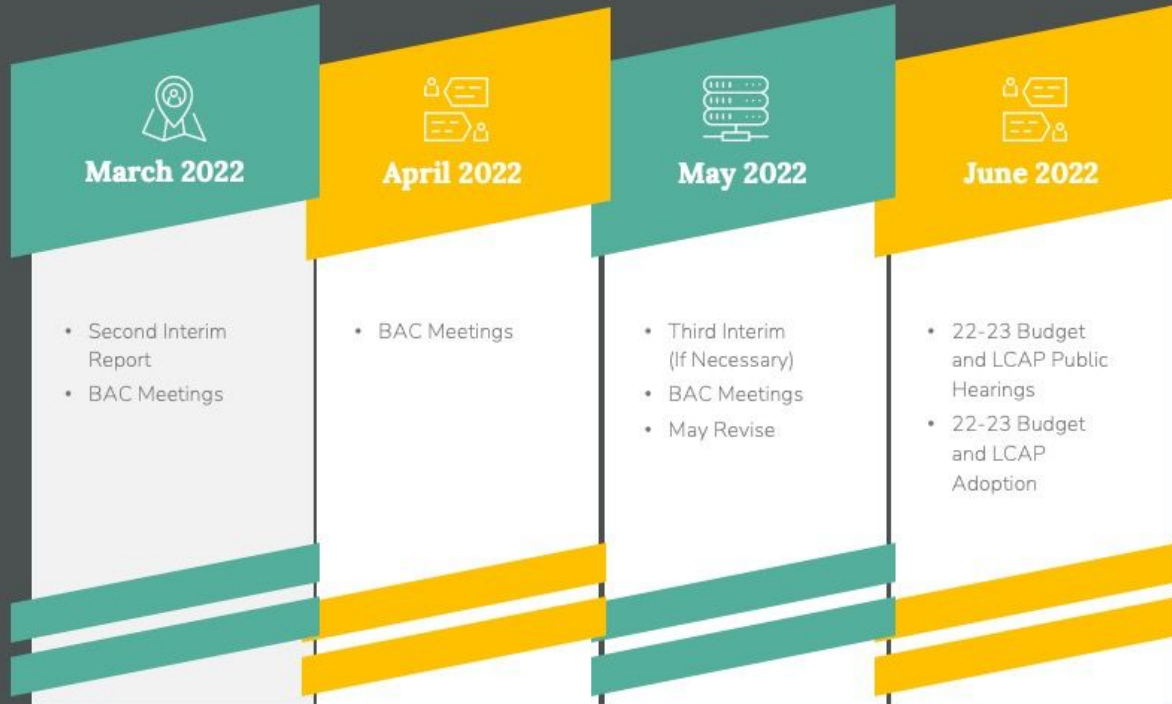 March 2022
• Second Interim
Report
• BAC Meetings
April 2022
• BAC Meetings
May 2022
• Third Interim
(If Necessary)
• BAC Meetings
• May Revise
June 2022
• 22-23 Budget
and LCAP Public
Hearings
• 22-23 Budget
and LCAP
Adoption